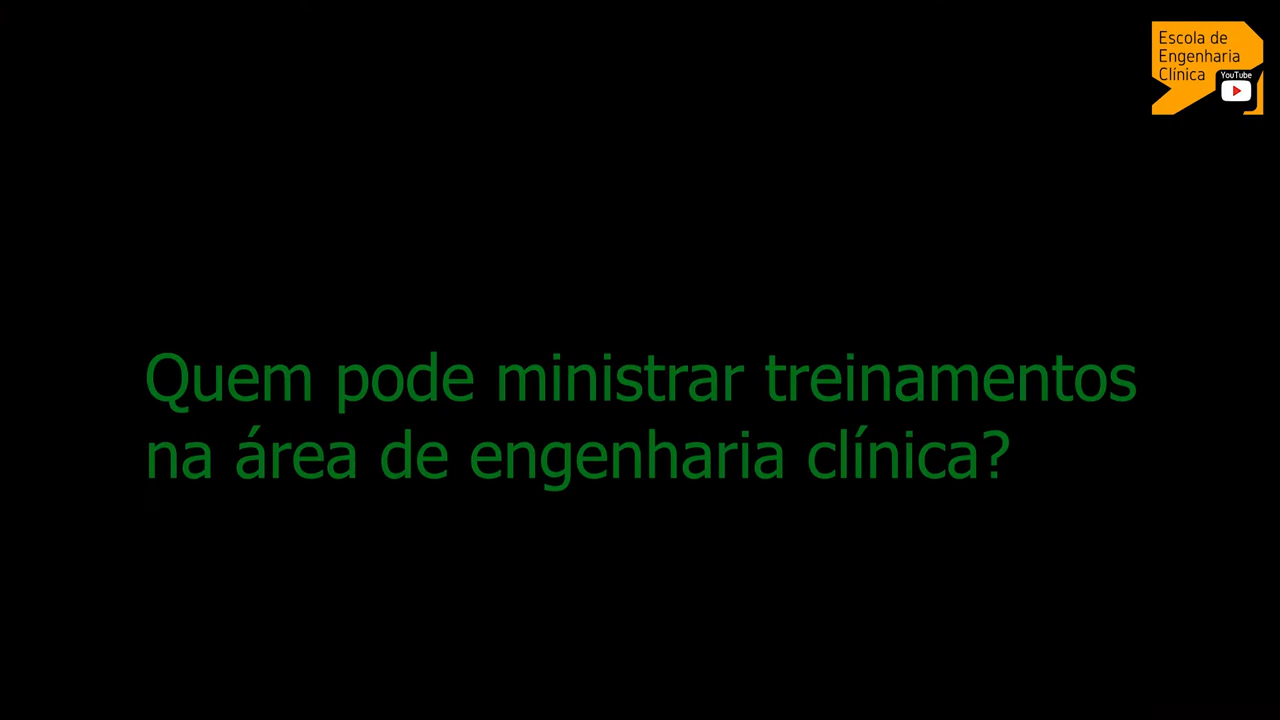 Escola de
Engenharia
Clínica
YouTube
Quem pode ministrar treinamentos
na área de engenharia clínica?